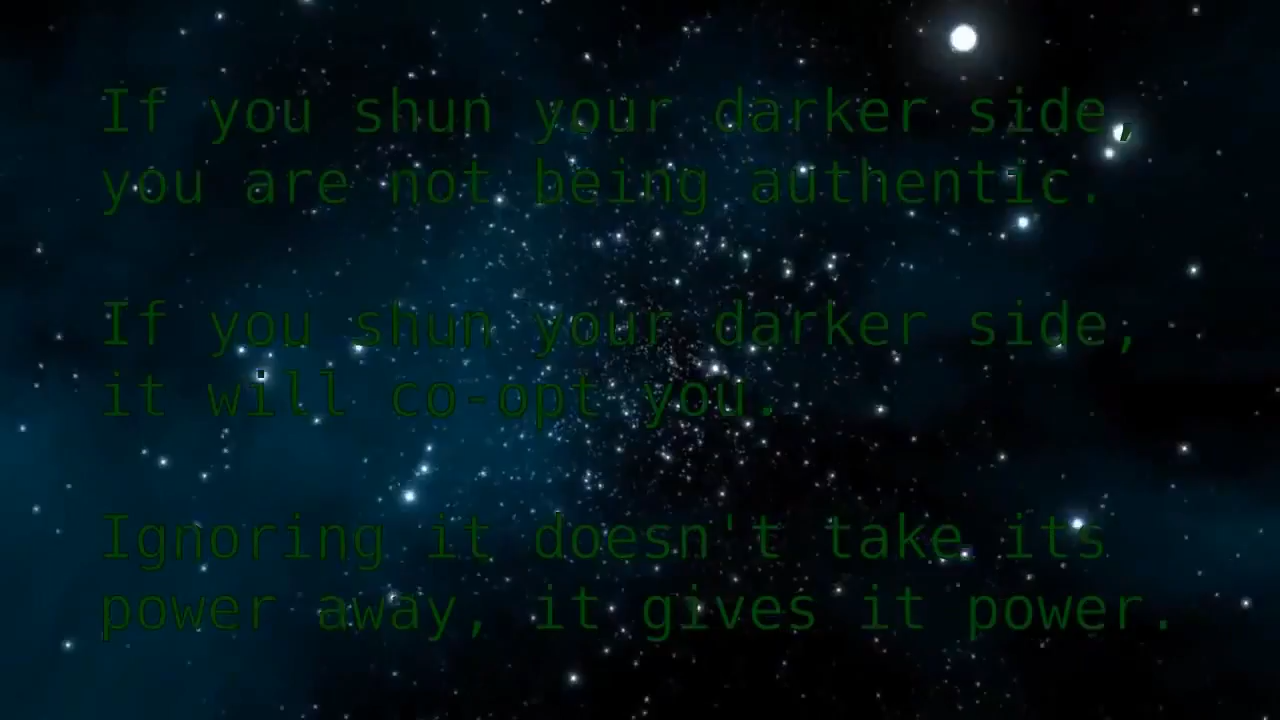 If you shun your darker side,
you are not being authentic.
If you shun your darker side,
it will co-opt you.
Ignoring it doesn't take its
power away, it gives it power.